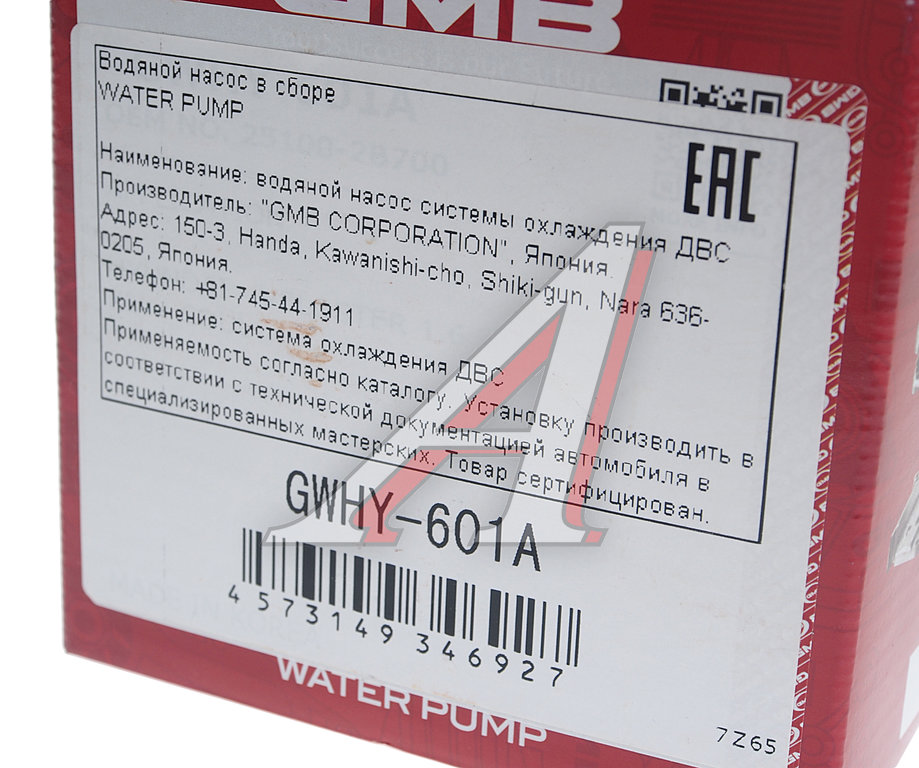 GMB
Водяной насос в сборе
WATER PUMP
EAC
Наименование: водяной насос системы охлаждения ДВС
Производитель: "GMB CORPORATION", Япония.
Адрес: 150-3, Handa, Kawanishi-cho, Shiki-gun, Nara 636-
0205, Япония.
Телефон: +81-745-44-1911
Применение: система охлаждения ДВС
Применяемость согласно каталогу. Установку производить в
соответствии с технической документацией автомобиля в
специализированных мастерских. Товар сертифицирован.
GWHY-601A
4573149 346927
WATER PUMP
7Z65